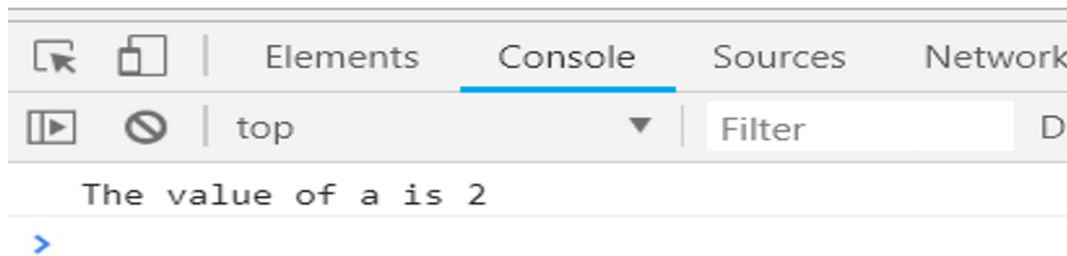 Elements Console Sources Network
top Filter D
The value of a is 2
>